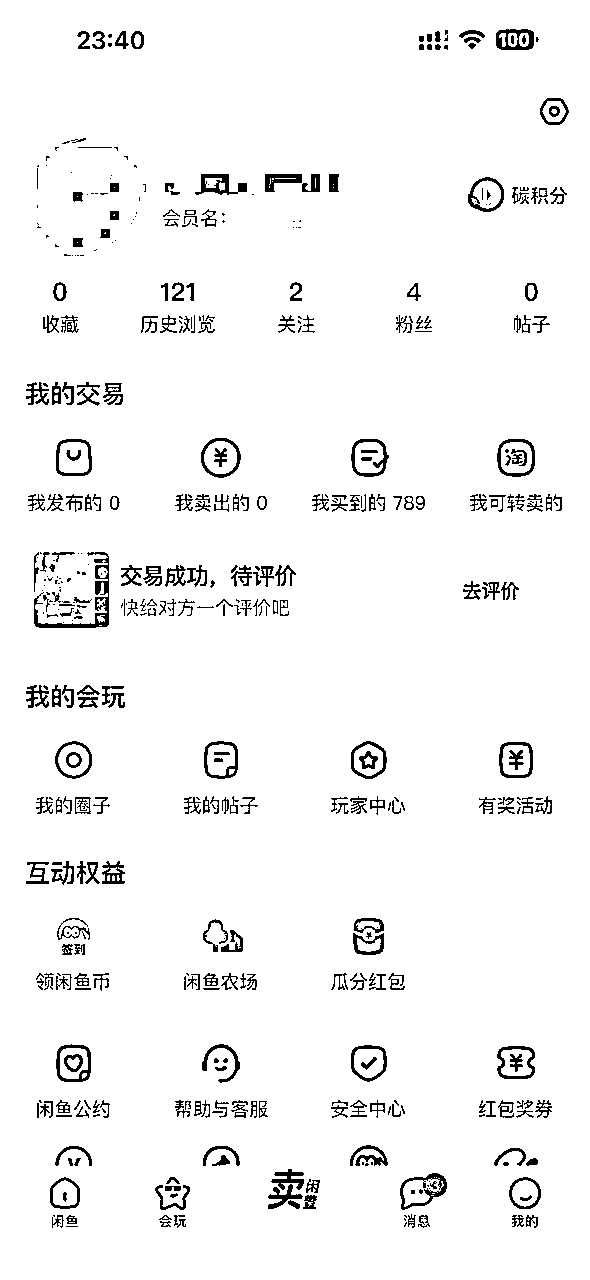 23:40
100
会员名：
碳积分
0 121 2 4 0
收藏 历史浏览 关注 粉丝 帖子
我的交易
淘
我发布的 0 我卖出的 0 我买到的 789 我可转卖的
交易成功，待评价
快给对方一个评价吧
去评价
我的会玩
我的圈子 我的帖子 玩家中心 有奖活动
互动权益
签到
领闲鱼币 闲鱼农场 瓜分红包
闲鱼公约 帮助与客服 安全中心 红包奖券
卖闲置
闲鱼 会玩 消息 我的